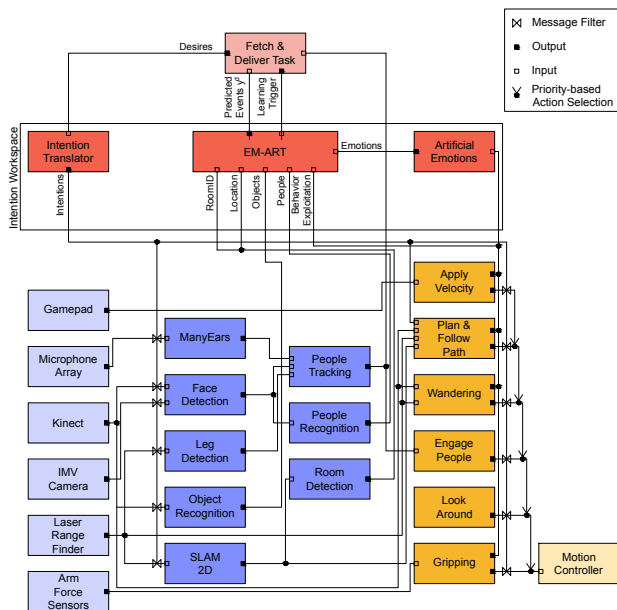 Message Filter
Output
Input
Priority-based
Action Selection
Desires
Fetch &
Deliver Task
Predicted
Events y^d
Learning
Trigger
Intention Workspace
Intention
Translator
EM-ART
Emotions
Artificial
Emotions
Intentions
RoomID
Location
Objects
People
Behavior
Exploitation
Gamepad
Microphone
Array
Kinect
IMV
Camera
Laser
Range
Finder
Arm
Force
Sensors
ManyEars
Face
Detection
Leg
Detection
Object
Recognition
SLAM
2D
People
Tracking
People
Recognition
Room
Detection
Apply
Velocity
Plan &
Follow
Path
Wandering
Engage
People
Look
Around
Gripping
Motion
Controller